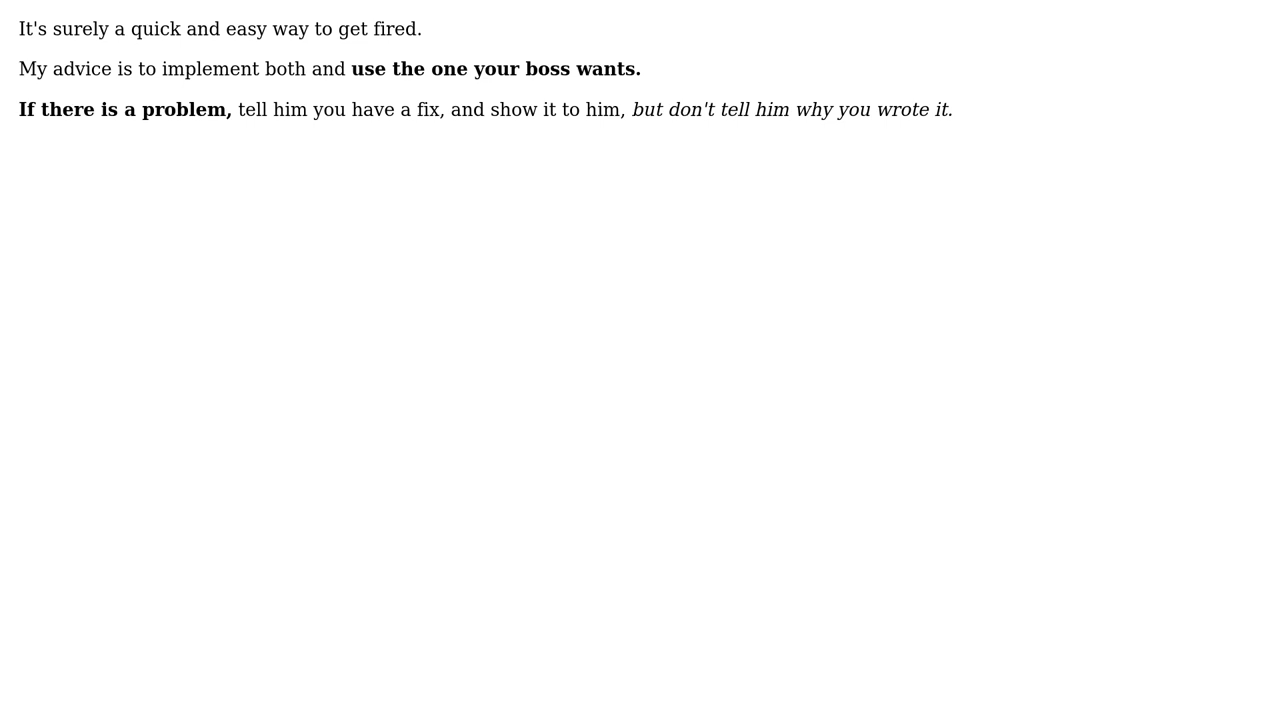 It's surely a quick and easy way to get fired.
My advice is to implement both and use the one your boss wants.
If there is a problem, tell him you have a fix, and show it to him, but don't tell him why you wrote it.